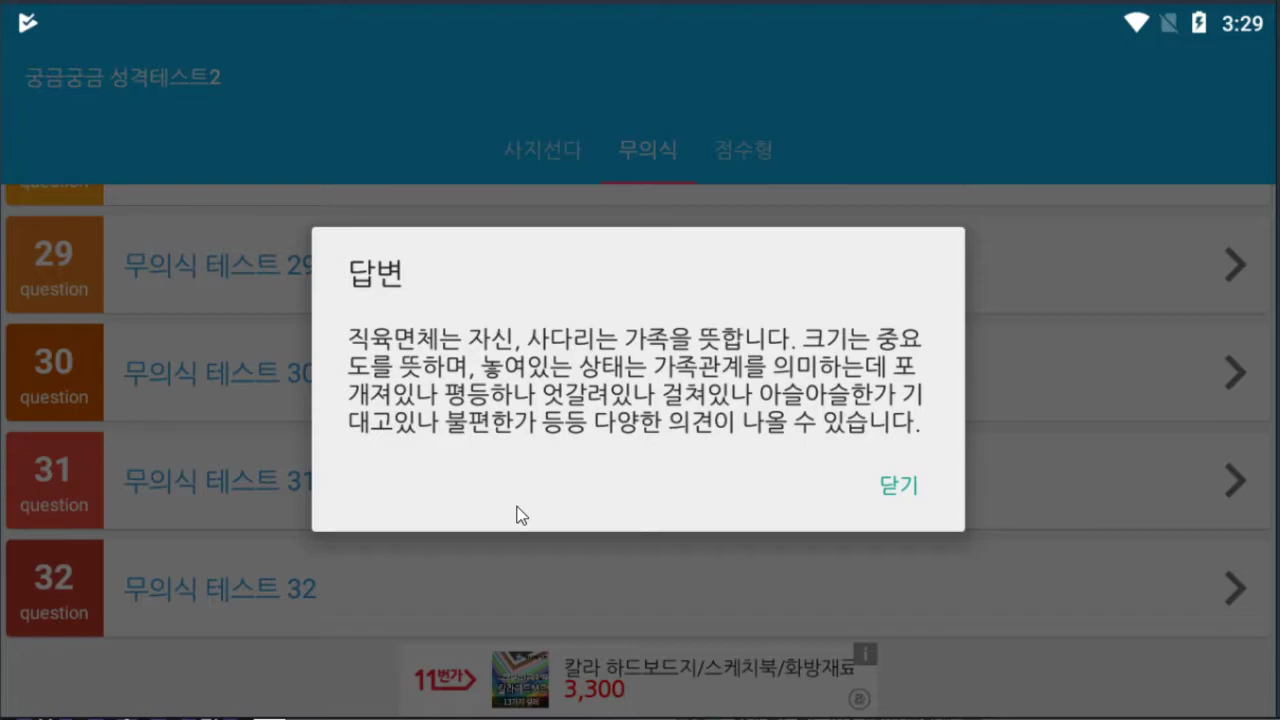 3:29
궁금궁금 성격테스트2
사지선다 무의식 점수형
question
29
question
무의식 테스트 29
30
question
무의식 테스트 30
31
question
무의식 테스트 31
32
question
무의식 테스트 32
답변
직육면체는 자신, 사다리는 가족을 뜻합니다. 크기는 중요
도를 뜻하며, 놓여있는 상태는 가족관계를 의미하는데 포
개져있나 평등하나 엇갈려있나 걸쳐있나 아슬아슬한가 기
대고있나 불편한가 등등 다양한 의견이 나올 수 있습니다.
닫기
11번가
칼라 하드보드지/스케치북/화방재료
3,300